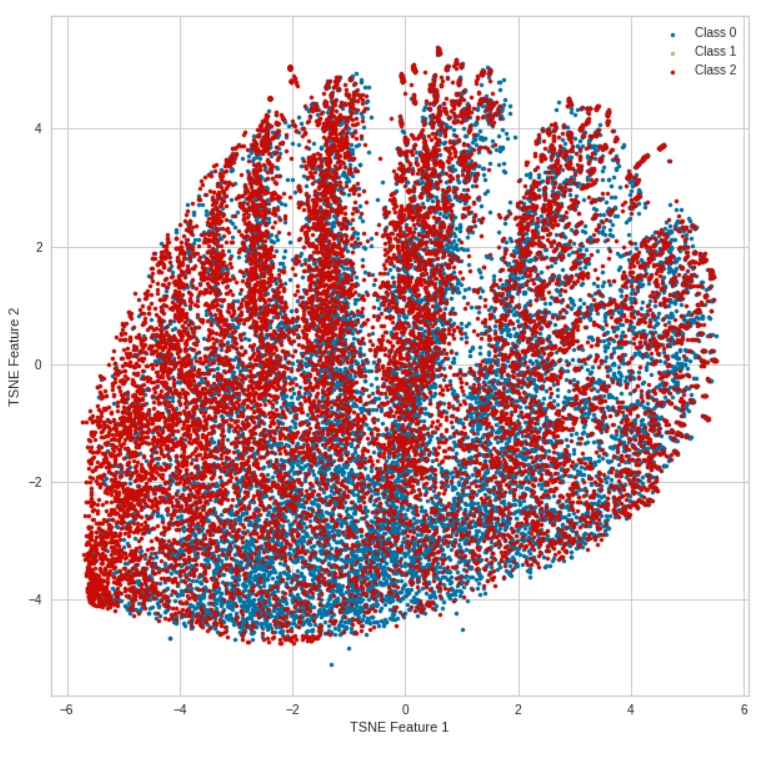 Class 0
Class 1
Class 2
4
2
0
−2
−4
−6 −4 −2 0 2 4 6
TSNE Feature 1
TSNE Feature 2